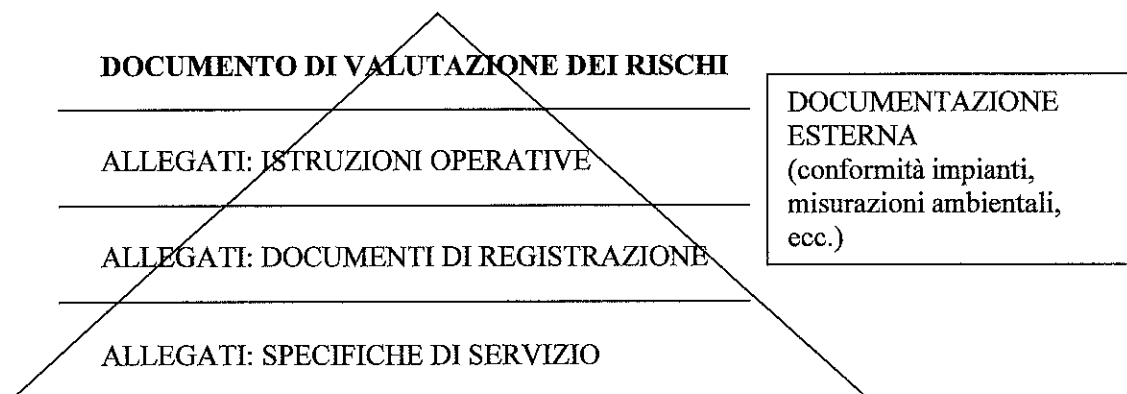 DOCUMENTO DI VALUTAZIONE DEI RISCHI
ALLEGATI: ISTRUZIONI OPERATIVE
ALLEGATI: DOCUMENTI DI REGISTRAZIONE
ALLEGATI: SPECIFICHE DI SERVIZIO
DOCUMENTAZIONE
ESTERNA
(conformità impianti,
misurazioni ambientali,
ecc.)